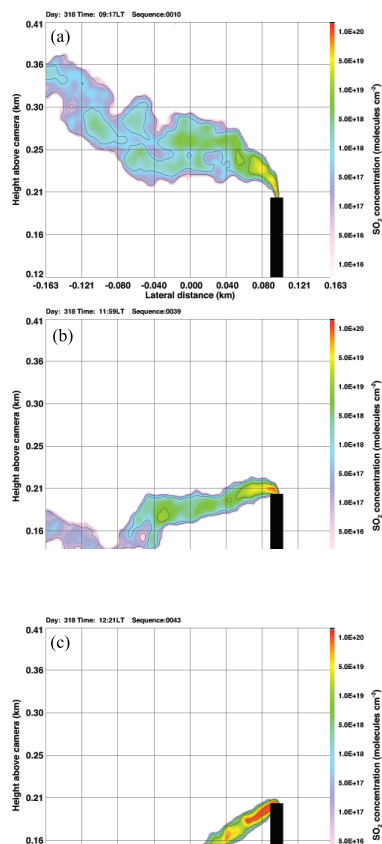 Day: 318 Time: 09:17LT Sequence:0010
(a)
0.41
0.36
0.30
0.25
0.21
0.16
0.12
Height above camera (km)
-0.163 -0.121 -0.080 -0.040 0.000 0.040 0.080 0.121 0.163
Lateral distance (km)
1.0E+20
5.0E+19
1.0E+19
5.0E+18
1.0E+18
5.0E+17
1.0E+17
5.0E+16
1.0E+16
SO₂ concentration (molecules cm⁻²)
Day: 318 Time: 11:59LT Sequence:0039
(b)
0.41
0.36
0.30
0.25
0.21
0.16
Height above camera (km)
1.0E+20
5.0E+19
1.0E+19
5.0E+18
1.0E+18
5.0E+17
1.0E+17
5.0E+16
SO₂ concentration (molecules cm⁻²)
Day: 318 Time: 12:21LT Sequence:0043
(c)
0.41
0.36
0.30
0.25
0.21
0.16
Height above camera (km)
1.0E+20
5.0E+19
1.0E+19
5.0E+18
1.0E+18
5.0E+17
1.0E+17
5.0E+16
SO₂ concentration (molecules cm⁻²)